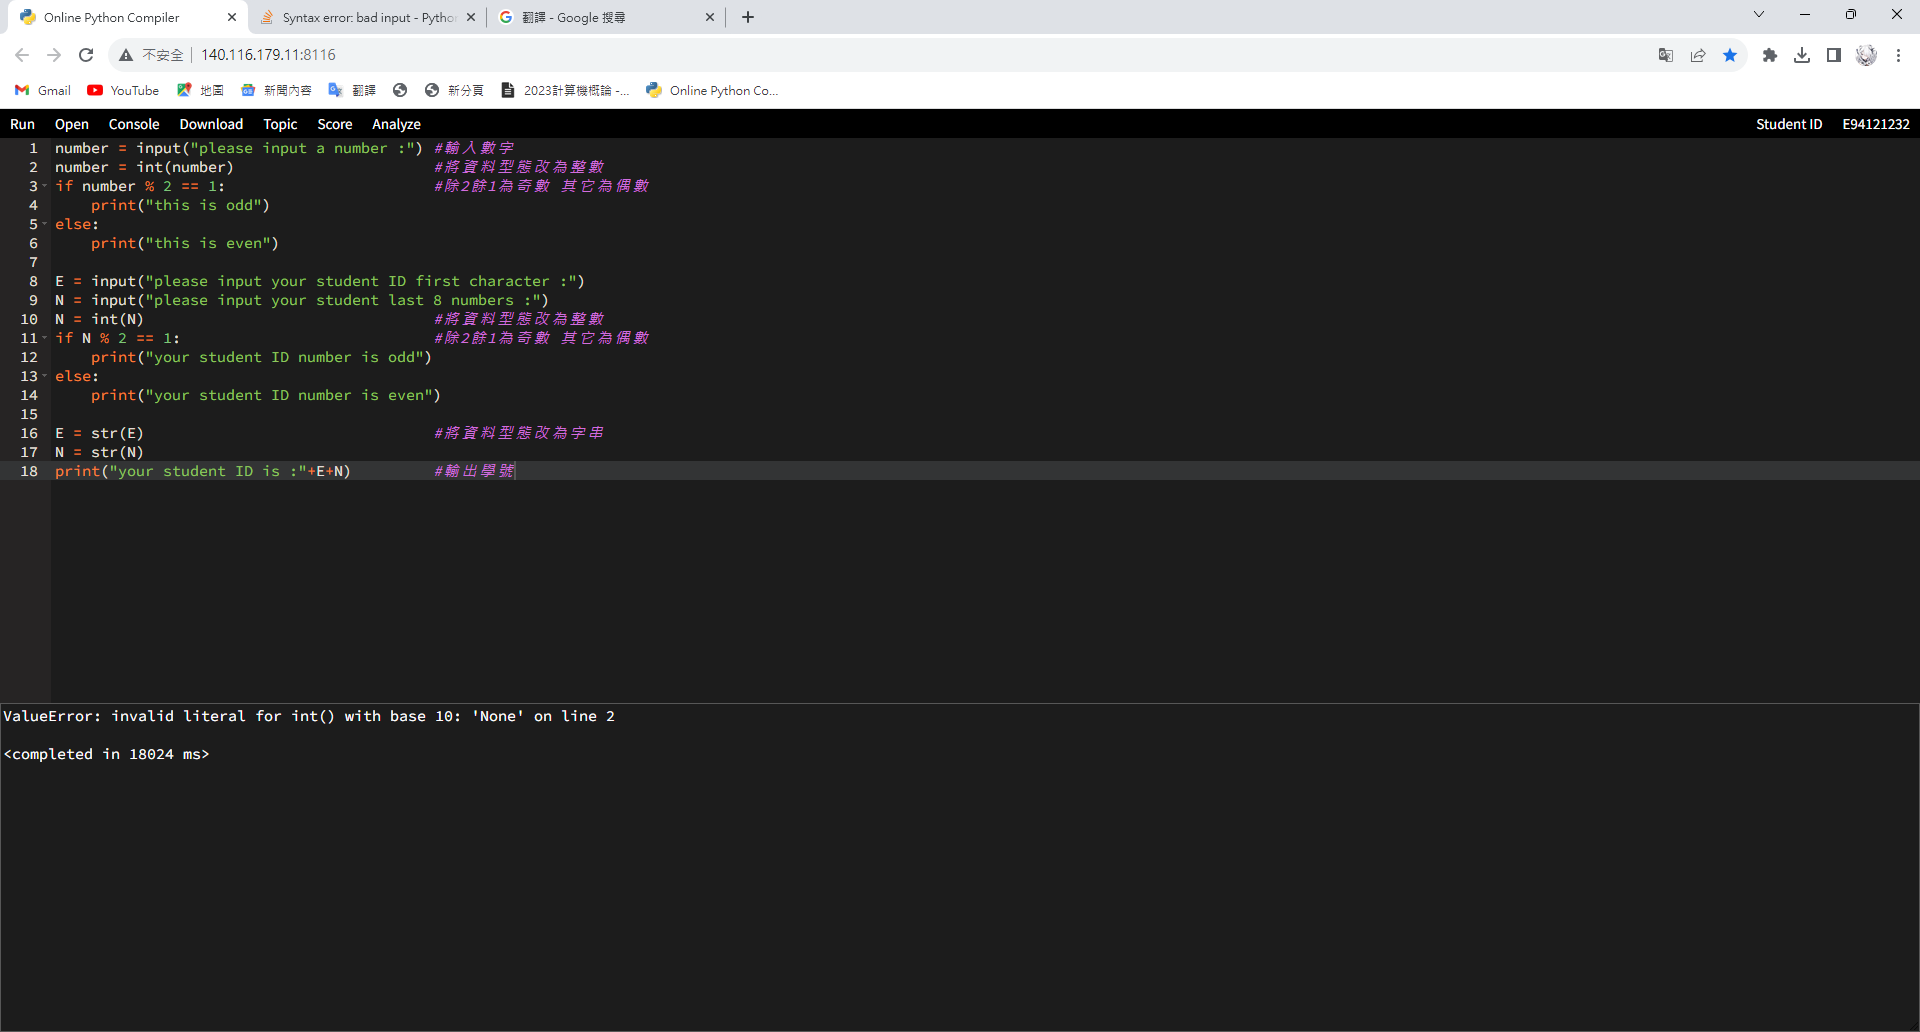 Online Python Compiler
Syntax error: bad input - Pytho
翻譯 - Google 搜尋
不安全 140.116.179.11:8116
Gmail YouTube 地圖 新聞內容 翻譯 新分頁 2023計算機概論 -... Online Python Co...
Run Open Console Download Topic Score Analyze Student ID E94121232
1 number = input("please input a number :") #輸入數字
2 number = int(number) #將資料型態改為整數
3 if number % 2 == 1: #除2餘1為奇數 其它為偶數
4 print("this is odd")
5 else:
6 print("this is even")
7
8 E = input("please input your student ID first character :")
9 N = input("please input your student last 8 numbers :")
10 N = int(N) #將資料型態改為整數
11 if N % 2 == 1: #除2餘1為奇數 其它為偶數
12 print("your student ID number is odd")
13 else:
14 print("your student ID number is even")
15
16 E = str(E) #將資料型態改為字串
17 N = str(N)
18 print("your student ID is :"+E+N) #輸出學號
ValueError: invalid literal for int() with base 10: 'None' on line 2
<completed in 18024 ms>